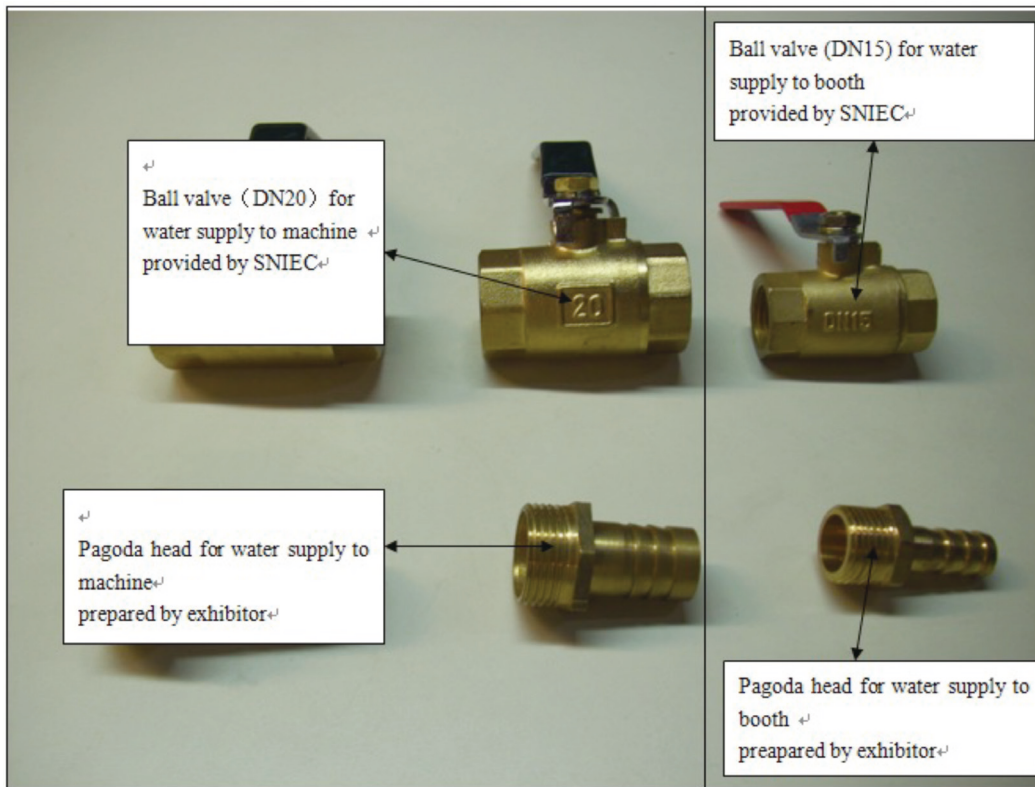 Ball valve (DN15) for water
supply to booth
provided by SNIEC↵
↵
Ball valve（DN20）for
water supply to machine ↵
provided by SNIEC↵
20
DN15
↵
Pagoda head for water supply to
machine↵
prepared by exhibitor↵
Pagoda head for water supply to
booth ↵
preapared by exhibitor↵